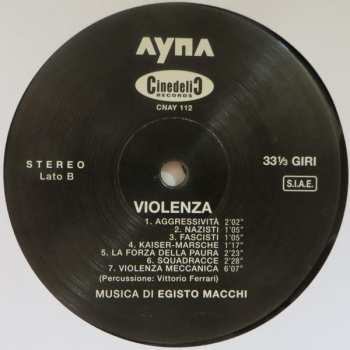 ΛYПΛ
CinedeliC
RECORDS
CNAY 112
STEREO
Lato B
33⅓ GIRI
S.I.A.E.
VIOLENZA
1. AGGRESSIVITÀ 2'02"
2. NAZISTI 1'05"
3. FASCISTI 1'05"
4. KAISER-MARSCHE 1'17"
5. LA FORZA DELLA PAURA 2'23"
6. SQUADRACCE 2'28"
7. VIOLENZA MECCANICA 6'07"
(Percussione: Vittorio Ferrari)
MUSICA DI EGISTO MACCHI